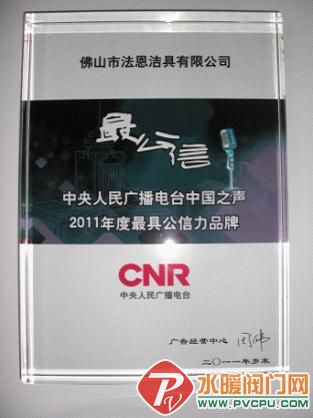 佛山市法恩洁具有限公司
最公信
中央人民广播电台中国之声
2011年度最具公信力品牌
CNR
中央人民广播电台
广告经营中心
二〇一一年岁末
水暖阀门网
WWW.PVCPU.COM